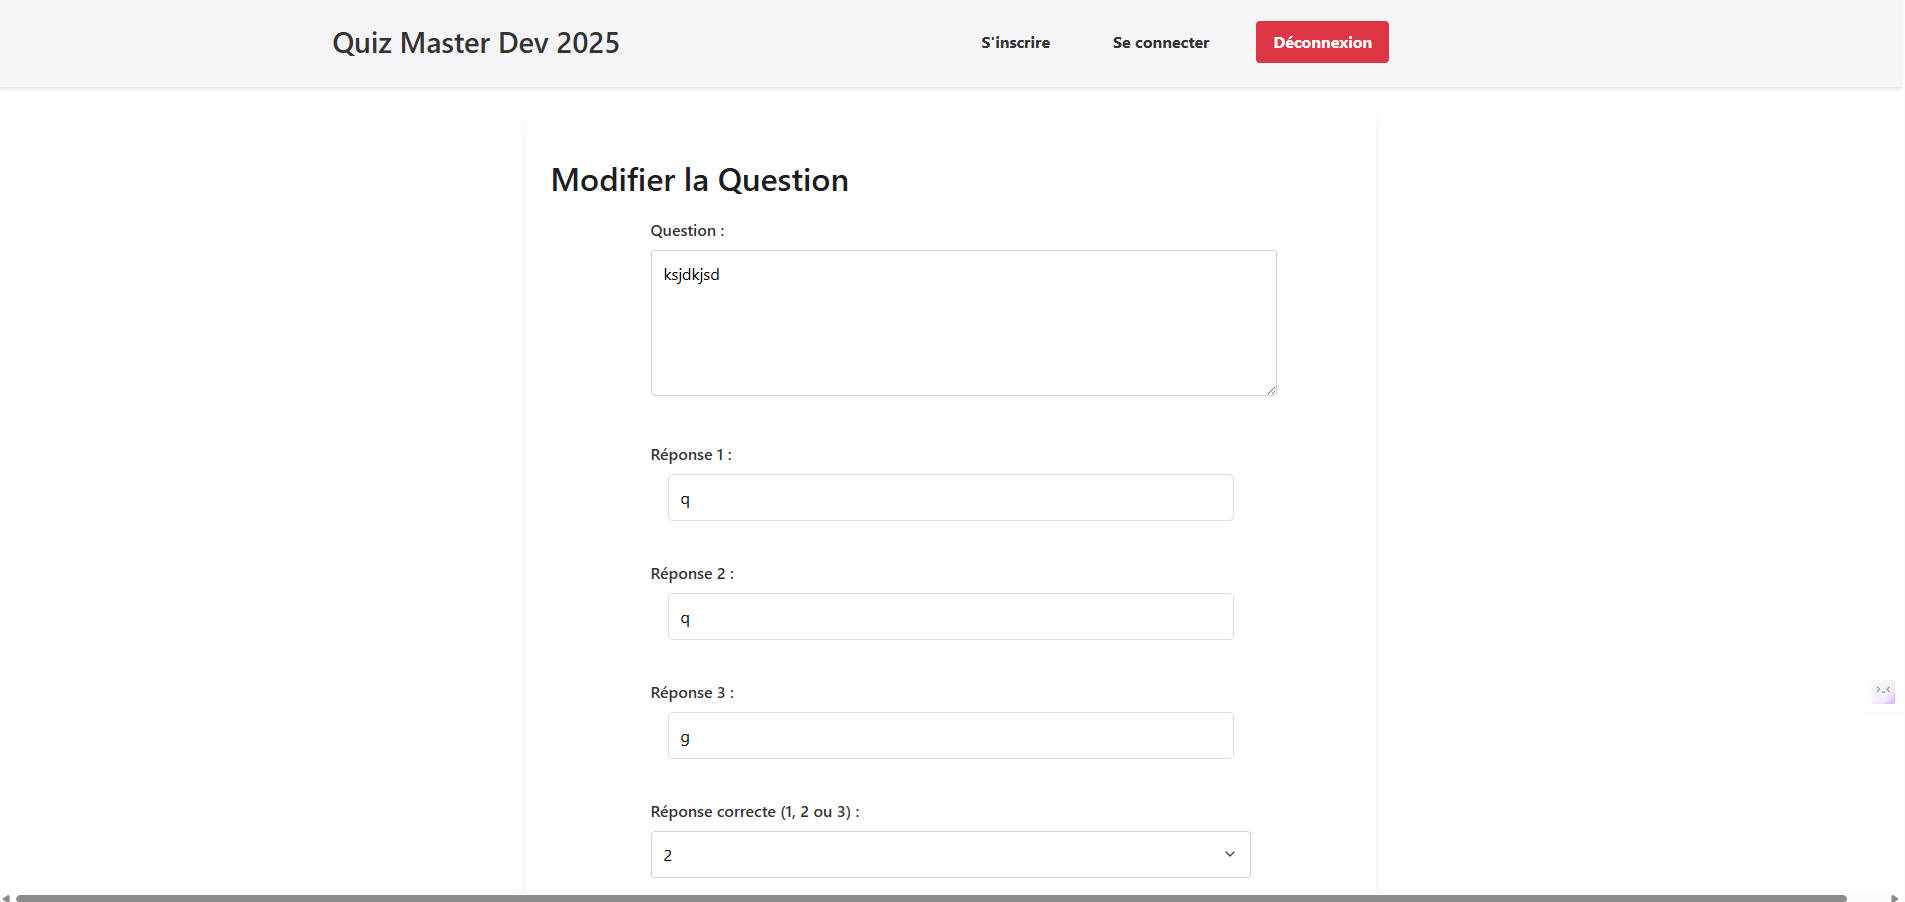 Quiz Master Dev 2025
S'inscrire
Se connecter
Déconnexion
Modifier la Question
Question :
ksjdkjsd
Réponse 1 :
q
Réponse 2 :
q
Réponse 3 :
g
Réponse correcte (1, 2 ou 3) :
2